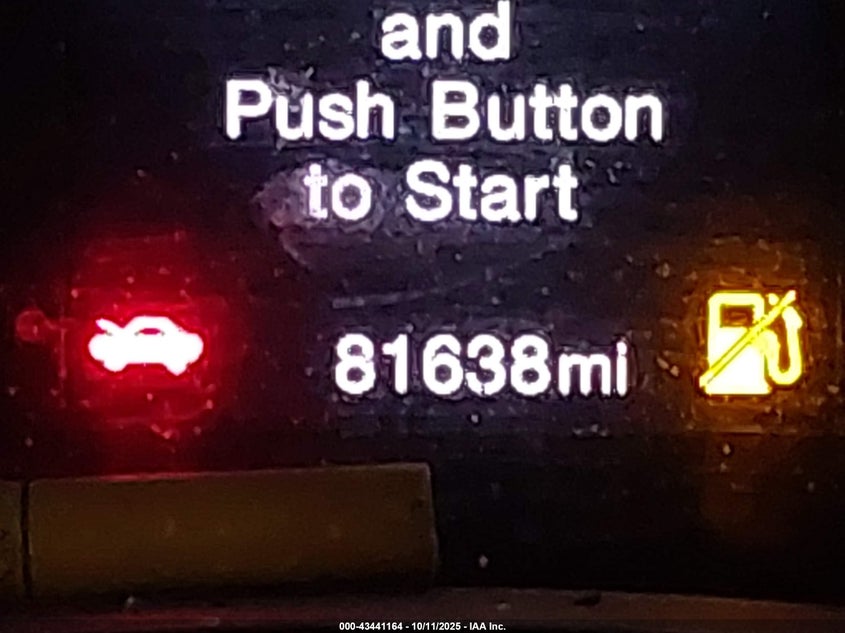 and
Push Button
to Start
81638mi
000-43441164 - 10/11/2025 - IAA Inc.